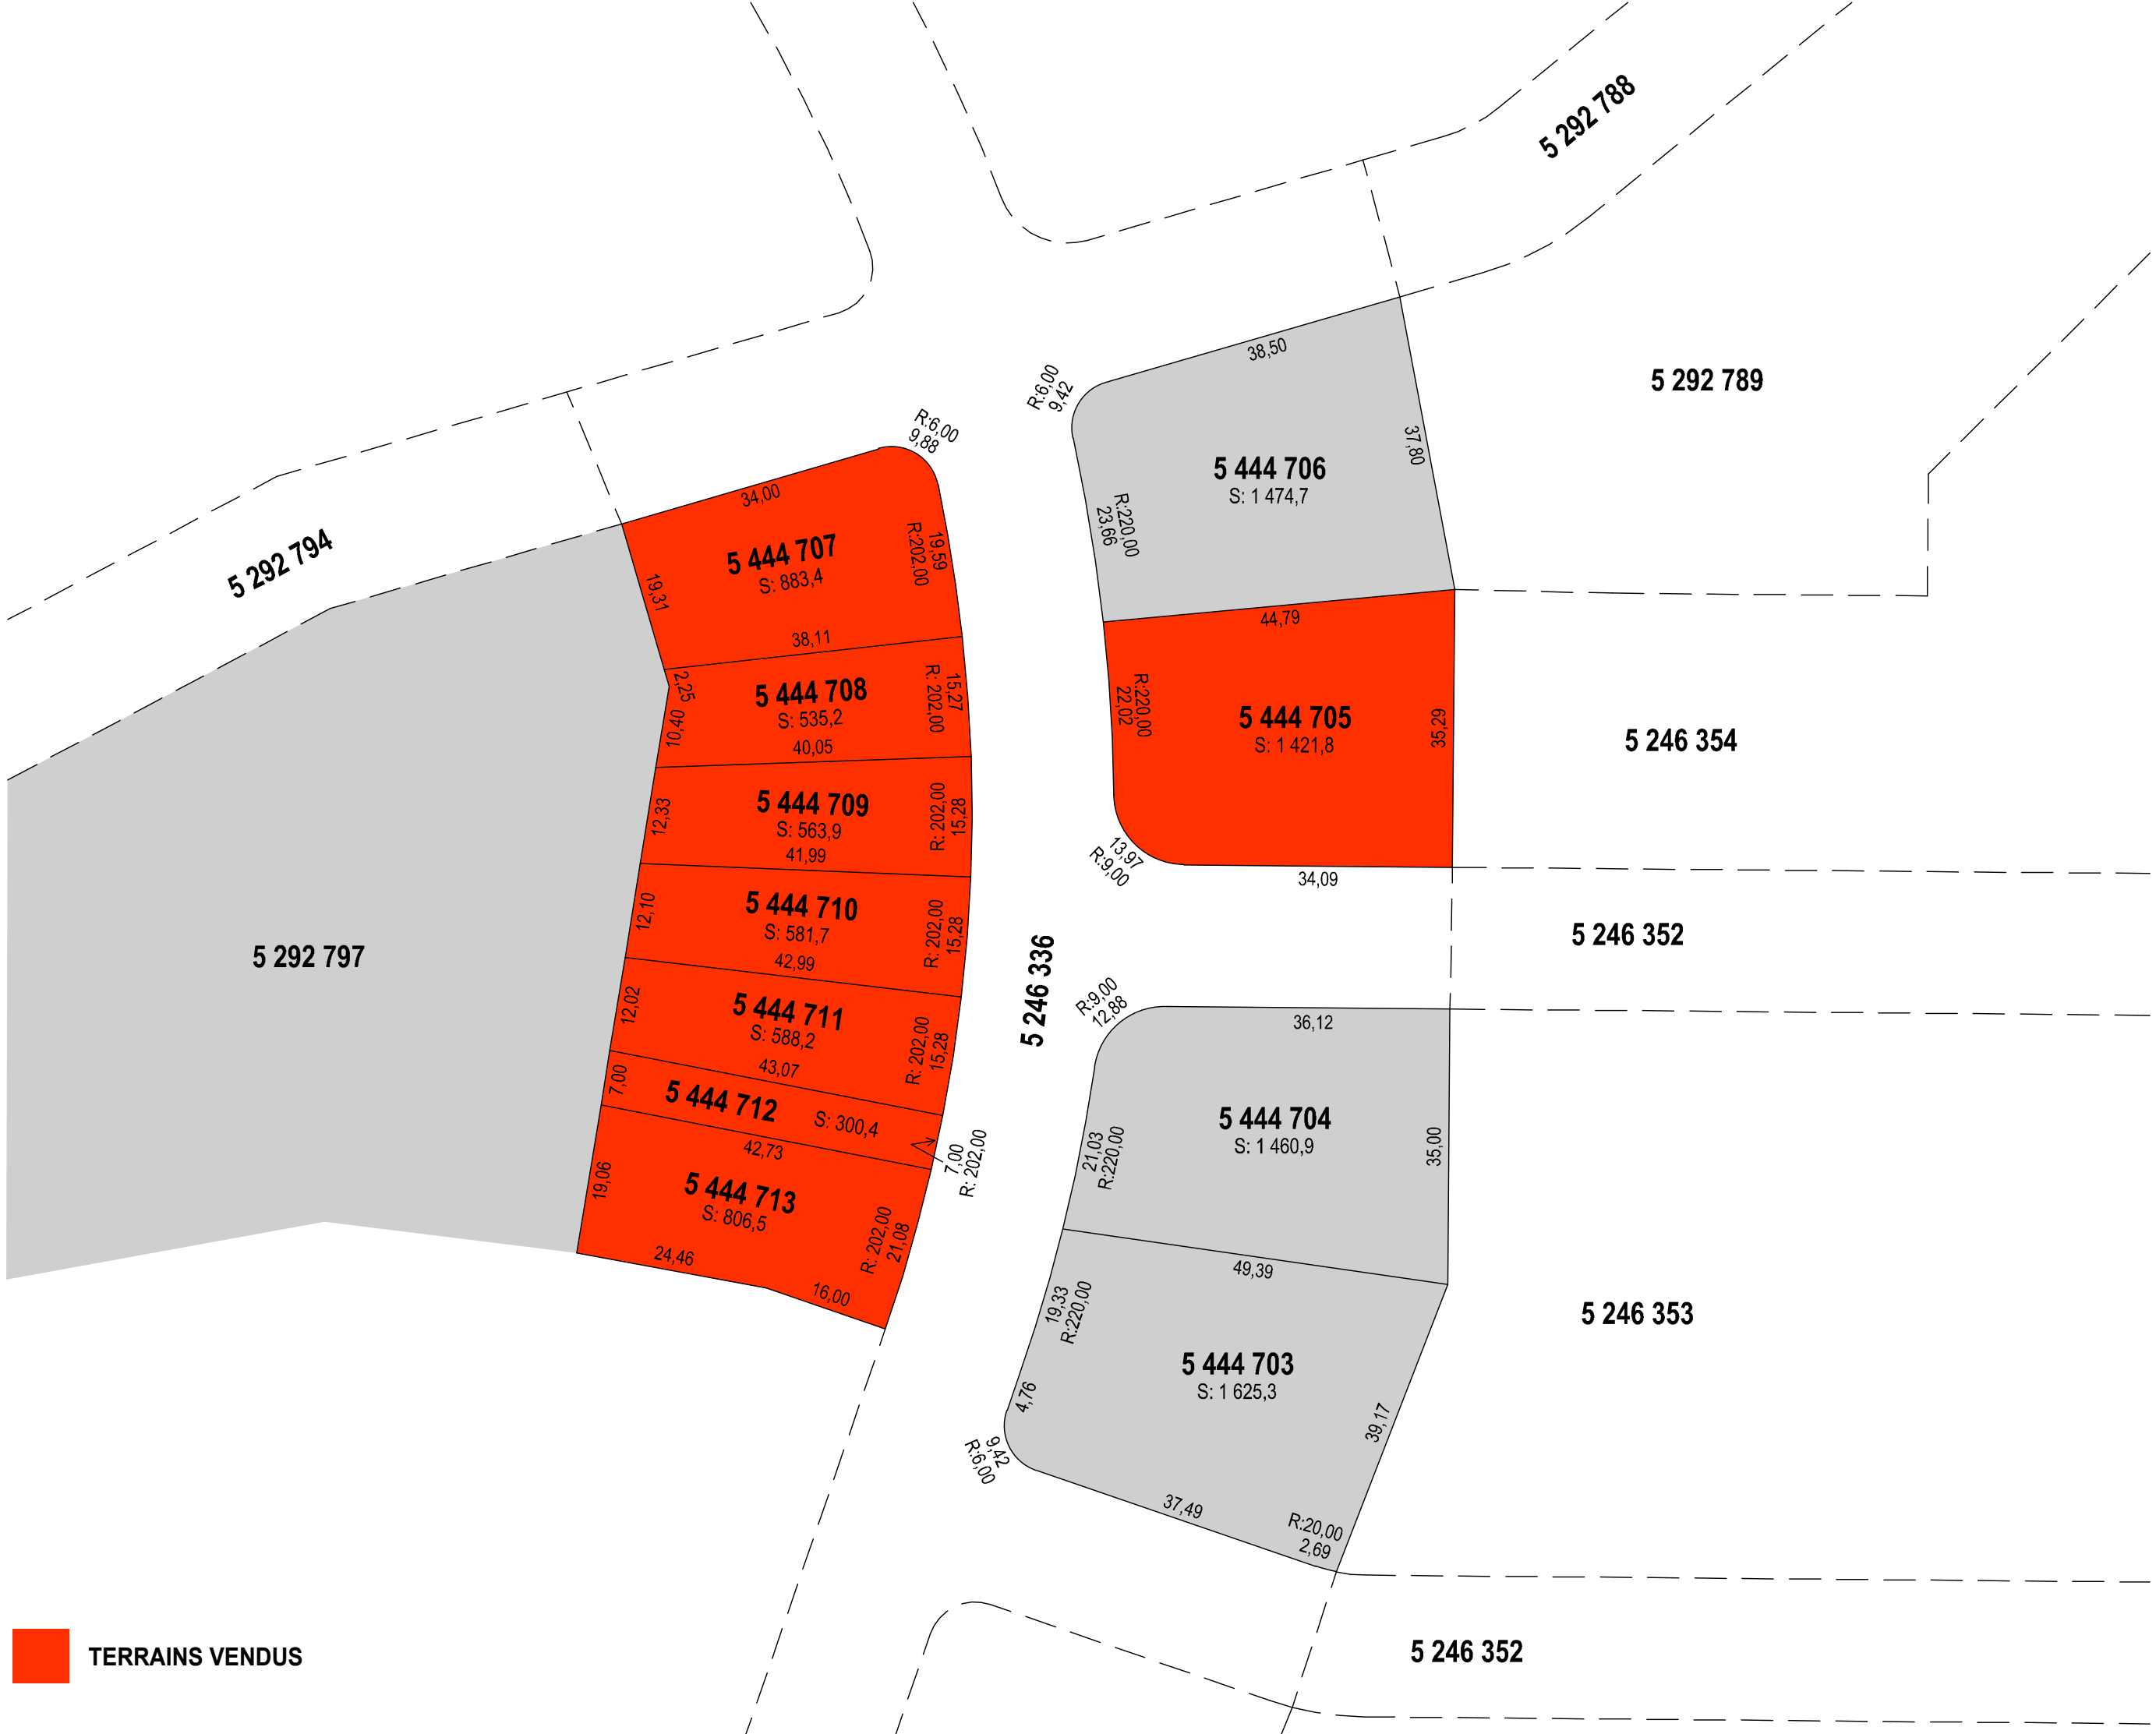 5 292 788
5 292 789
5 292 794
38,50
R:6,00
9,42
37,80
5 444 706
S: 1 474,7
R:220,00
23,66
R:6,00
9,88
34,00
5 444 707
S: 883,4
19,59
R:202,00
19,31
38,11
44,79
2,25
10,40
5 444 708
S: 535,2
15,27
R: 202,00
40,05
R:220,00
22,02
5 444 705
S: 1 421,8
35,29
5 246 354
12,33
5 444 709
S: 563,9
R: 202,00
15,28
41,99
13,97
R:9,00
34,09
12,10
5 444 710
S: 581,7
R: 202,00
15,28
42,99
5 292 797
5 246 336
5 246 352
12,02
5 444 711
S: 588,2
R: 202,00
15,28
43,07
R:9,00
12,88
36,12
7,00
5 444 712
S: 300,4
7,00
R: 202,00
42,73
21,03
R:220,00
5 444 704
S: 1 460,9
35,00
19,06
5 444 713
S: 806,5
R: 202,00
21,08
24,46
16,00
49,39
19,33
R:220,00
5 246 353
5 444 703
S: 1 625,3
4,76
39,17
9,42
R:6,00
37,49
R:20,00
2,69
5 246 352
TERRAINS VENDUS